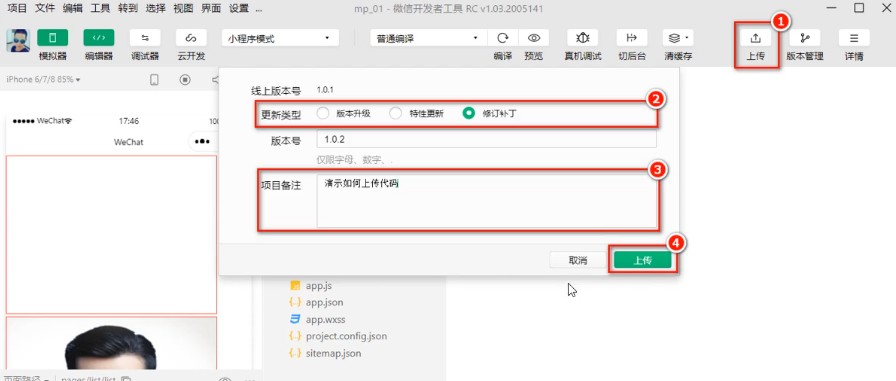 项目 文件 编辑 工具 转到 选择 视图 界面 设置 ... mp_01 - 微信开发者工具 RC v1.03.2005141
小程序模式 普通编译
模拟器 编辑器 调试器 云开发 编译 预览 真机调试 切后台 清缓存 上传 版本管理 详情
1
iPhone 6/7/8 85%
WeChat 17:46 100
WeChat
线上版本号 1.0.1
2
更新类型 版本升级 特性更新 修订补丁
版本号 1.0.2
仅限字母、数字、.
3
项目备注 演示如何上传代码
4
取消 上传
app.js
app.json
app.wxss
project.config.json
sitemap.json
页面路径 pages/list/list